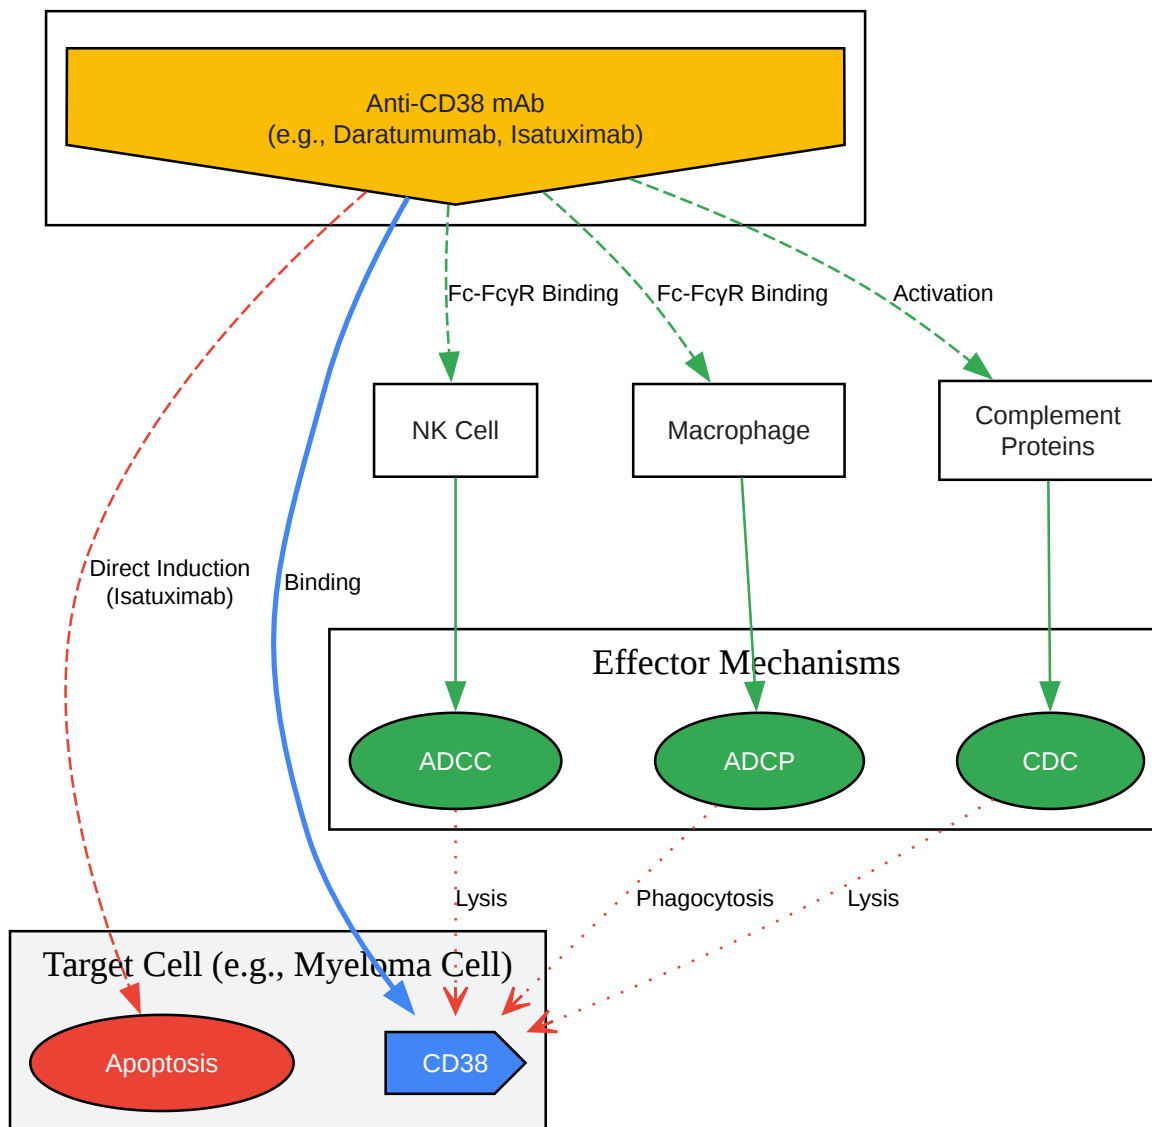 Anti-CD38 mAb
(e.g., Daratumumab, Isatuximab)
Fc-FcγR Binding
Fc-FcγR Binding
Activation
NK Cell
Macrophage
Complement
Proteins
Direct Induction
(Isatuximab)
Binding
Effector Mechanisms
ADCC
ADCP
CDC
Lysis
Phagocytosis
Lysis
Target Cell (e.g., Myeloma Cell)
Apoptosis
CD38